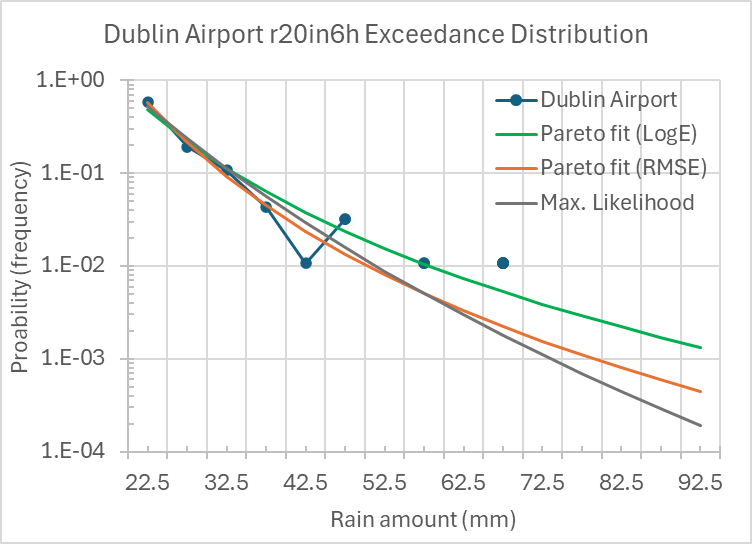 Dublin Airport r20in6h Exceedance Distribution
1.E+00
1.E-01
1.E-02
1.E-03
1.E-04
Proability (frequency)
Dublin Airport
Pareto fit (LogE)
Pareto fit (RMSE)
Max. Likelihood
22.5 32.5 42.5 52.5 62.5 72.5 82.5 92.5
Rain amount (mm)